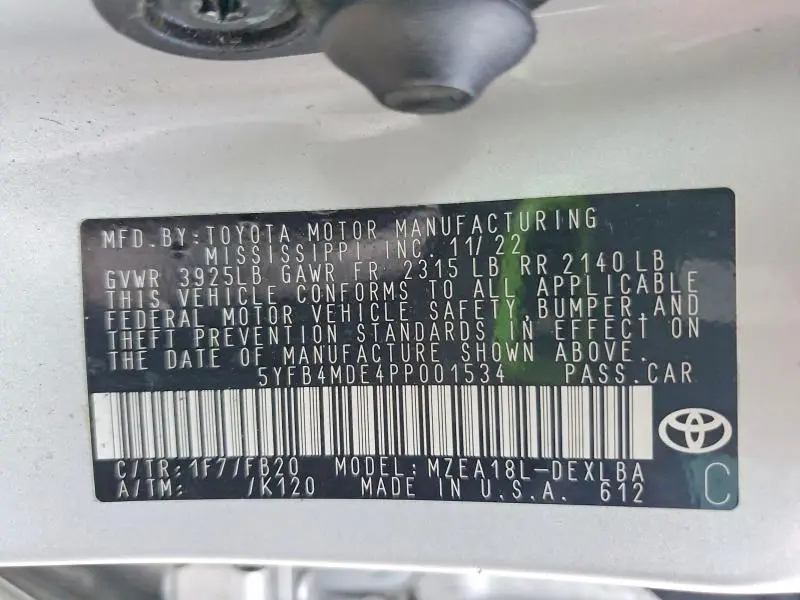 MFD. BY: TOYOTA MOTOR MANUFACTURING
MISSISSIPPI INC. 11/22
GVWR 3925LB GAWR FR 2315 LB RR 2140 LB
THIS VEHICLE CONFORMS TO ALL APPLICABLE
FEDERAL MOTOR VEHICLE SAFETY, BUMPER, AND
THEFT PREVENTION STANDARDS IN EFFECT ON
THE DATE OF MANUFACTURE SHOWN ABOVE.
5YFB4MDE4PP001534 PASS. CAR
C/TR: 1F7/FB20 MODEL: MZEA18L-DEXLBA
A/TM: /K120 MADE IN U.S.A. 612
C